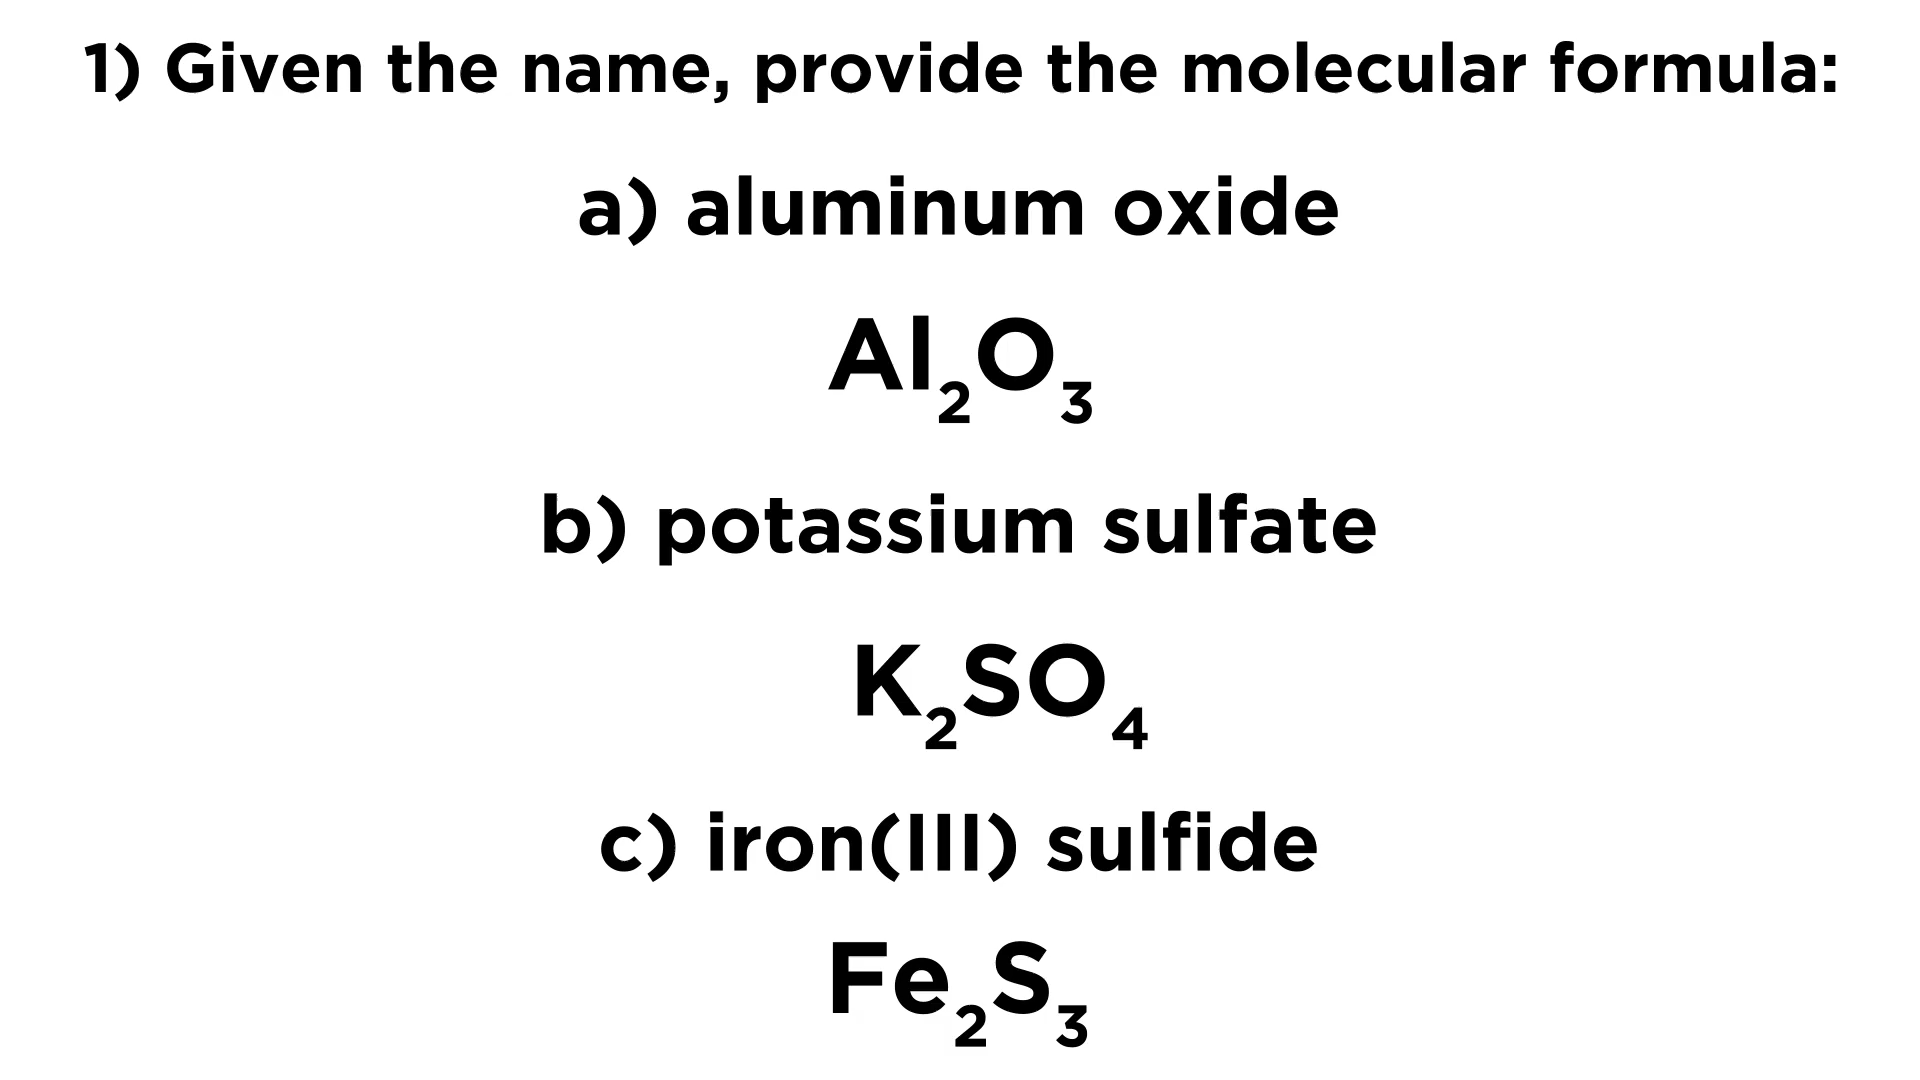 1) Given the name, provide the molecular formula:
a) aluminum oxide
Al₂O₃
b) potassium sulfate
K₂SO₄
c) iron(III) sulfide
Fe₂S₃